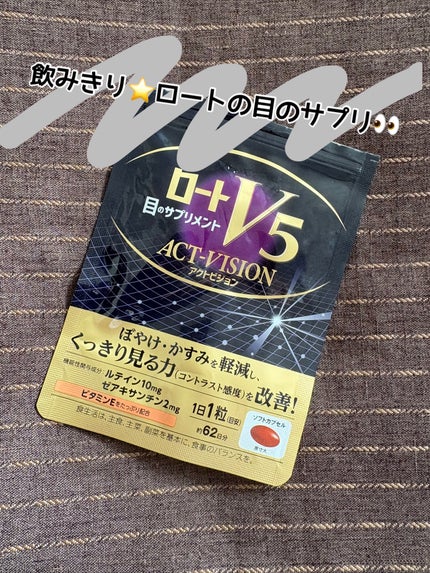 飲みきり⭐ロートの目のサプリ👀
ロート V5
目のサプリメント
ACT-VISION
アクトビジョン
ぼやけ・かすみを軽減し、
くっきり見る力(コントラスト感度)を改善!
機能性関与成分 ルテイン10mg
ゼアキサンチン2mg
ビタミンEをたっぷり配合
1日1粒(目安)
約62日分
ソフトカプセル
原寸大
食生活は、主食、主菜、副菜を基本に、食事のバランスを。